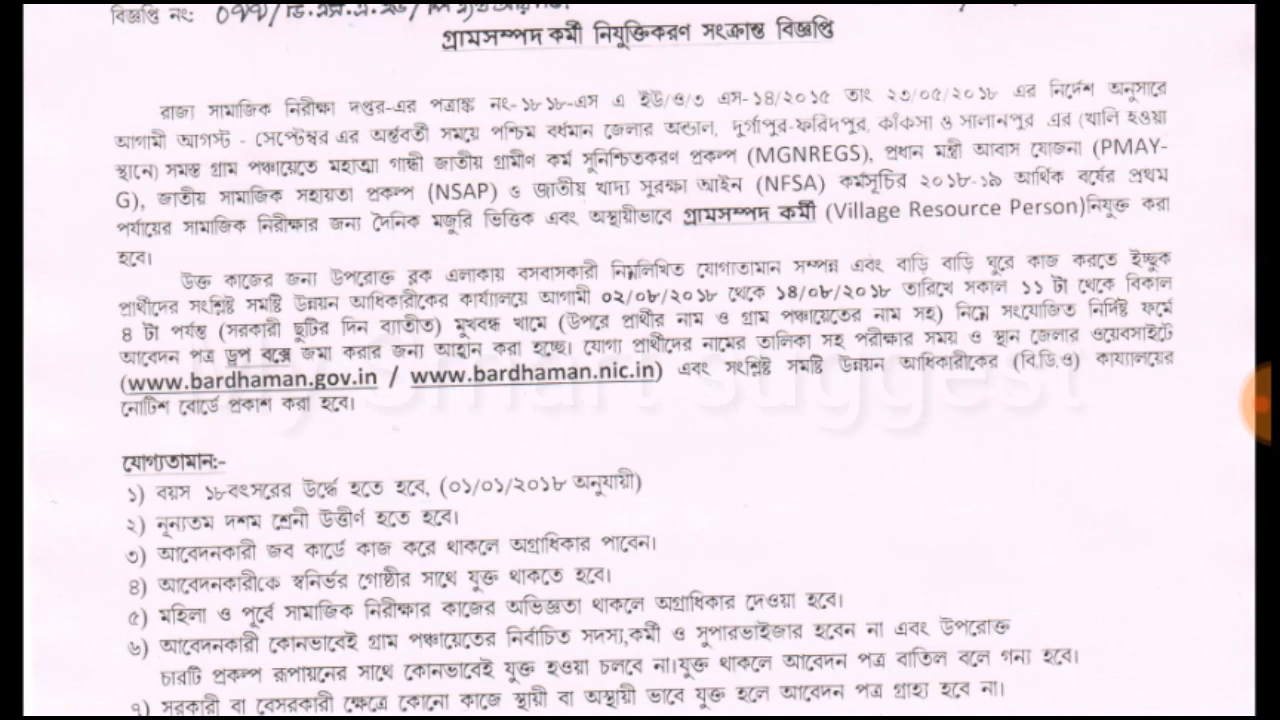 বিজ্ঞপ্তি নং:
গ্রামসম্পদ কর্মী নিযুক্তিকরণ সংক্রান্ত বিজ্ঞপ্তি
রাজ্য সামাজিক নিরীক্ষা দপ্তর-এর পত্রাঙ্ক নং-১৮১৮-এস এ ইউ/ও/৩ এস-১৪/২০১৫ তাং ২৩/০৫/২০১৮ এর নির্দেশ অনুসারে
আগামী আগস্ট - সেপ্টেম্বর এর অর্ন্তবর্তী সময়ে পশ্চিম বর্ধমান জেলার অন্ডাল, দুর্গাপুর-ফরিদপুর, কাঁকসা ও সালানপুর এর (খালি হওয়া
স্থানে) সমস্ত গ্রাম পঞ্চায়েতে মহাত্মা গান্ধী জাতীয় গ্রামীণ কর্ম সুনিশ্চিতকরণ প্রকল্প (MGNREGS), প্রধান মন্ত্রী আবাস যোজনা (PMAY-
G), জাতীয় সামাজিক সহায়তা প্রকল্প (NSAP) ও জাতীয় খাদ্য সুরক্ষা আইন (NFSA) কর্মসূচির ২০১৮-১৯ আর্থিক বর্ষের প্রথম
পর্যায়ের সামাজিক নিরীক্ষার জন্য দৈনিক মজুরি ভিত্তিক এবং অস্থায়ীভাবে গ্রামসম্পদ কর্মী (Village Resource Person)নিযুক্ত করা
হবে।
উক্ত কাজের জন্য উপরোক্ত ব্লক এলাকায় বসবাসকারী নিম্নলিখিত যোগ্যতামান সম্পন্ন এবং বাড়ি বাড়ি ঘুরে কাজ করতে ইচ্ছুক
প্রার্থীদের সংশ্লিষ্ট সমষ্টি উন্নয়ন আধিকারীকের কার্য্যালয়ে আগামী ০২/০৮/২০১৮ থেকে ১৪/০৮/২০১৮ তারিখে সকাল ১১ টা থেকে বিকাল
৪ টা পর্যন্ত (সরকারী ছুটির দিন ব্যাতীত) মুখবন্ধ খামে (উপরে প্রার্থীর নাম ও গ্রাম পঞ্চায়েতের নাম সহ) নিম্নে সংযোজিত নির্দিষ্ট ফর্মে
আবেদন পত্র ড্রপ বক্সে জমা করার জন্য আহ্বান করা হচ্ছে। যোগ্য প্রার্থীদের নামের তালিকা সহ পরীক্ষার সময় ও স্থান জেলার ওয়েবসাইটে
(www.bardhaman.gov.in / www.bardhaman.nic.in) এবং সংশ্লিষ্ট সমষ্টি উন্নয়ন আধিকারীকের (বি.ডি.ও) কায্যালয়ের
নোটিশ বোর্ডে প্রকাশ করা হবে।
My Smart suggest
যোগ্যতামান:-
১) বয়স ১৮বৎসরের উর্দ্ধে হতে হবে, (০১/০১/২০১৮ অনুযায়ী)
২) নূন্যতম দশম শ্রেনী উত্তীর্ণ হতে হবে।
৩) আবেদনকারী জব কার্ডে কাজ করে থাকলে অগ্রাধিকার পাবেন।
৪) আবেদনকারীকে স্বনির্ভর গোষ্ঠীর সাথে যুক্ত থাকতে হবে।
৫) মহিলা ও পূর্বে সামাজিক নিরীক্ষার কাজের অভিজ্ঞতা থাকলে অগ্রাধিকার দেওয়া হবে।
৬) আবেদনকারী কোনভাবেই গ্রাম পঞ্চায়েতের নির্বাচিত সদস্য,কর্মী ও সুপারভাইজার হবেন না এবং উপরোক্ত
চারটি প্রকল্প রূপায়নের সাথে কোনভাবেই যুক্ত হওয়া চলবে না।যুক্ত থাকলে আবেদন পত্র বাতিল বলে গন্য হবে।
৭) সরকারী বা বেসরকারী ক্ষেত্রে কোনো কাজে স্থায়ী বা অস্থায়ী ভাবে যুক্ত হলে আবেদন পত্র গ্রাহ্য হবে না।